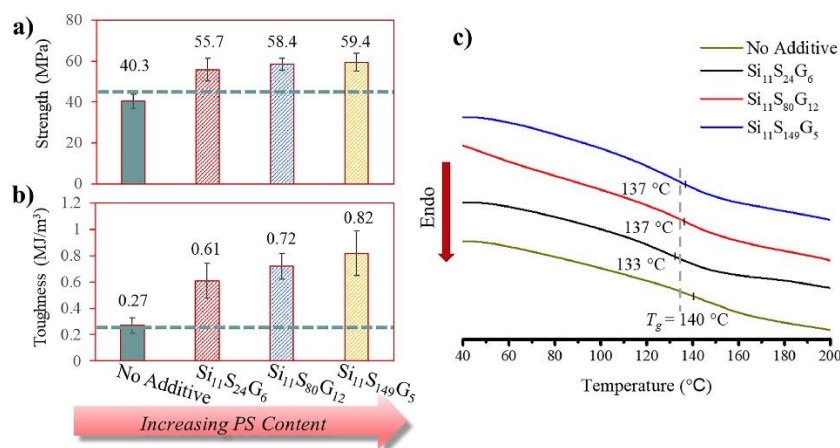 a)
Strength (MPa)
80
60
40
20
0
40.3
55.7
58.4
59.4
b)
Toughness (MJ/m³)
1.2
1
0.8
0.6
0.4
0.2
0
0.27
0.61
0.72
0.82
No Additive
Si₁₁S₂₄G₆
Si₁₁S₈₀G₁₂
Si₁₁S₁₄₉G₅
Increasing PS Content
c)
No Additive
Si₁₁S₂₄G₆
Si₁₁S₈₀G₁₂
Si₁₁S₁₄₉G₅
Endo
137 °C
137 °C
133 °C
Tg = 140 °C
40 60 80 100 120 140 160 180 200
Temperature (°C)